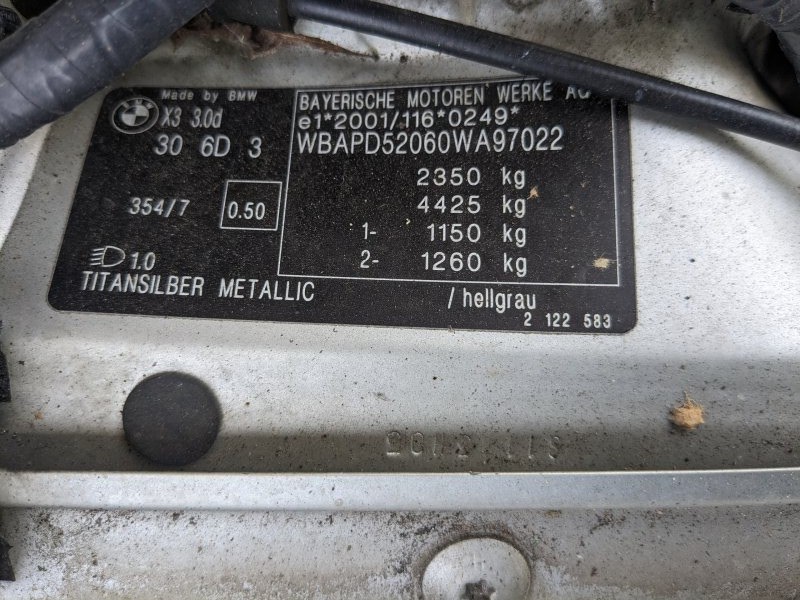 Made by BMW
X3 3.0d
30 6D 3
354/7
0.50
1.0
TITANSILBER METALLIC
BAYERISCHE MOTOREN WERKE AG
e1*2001/116*0249*
WBAPD52060WA97022
2350 kg
4425 kg
1- 1150 kg
2- 1260 kg
/hellgrau
2 122 583